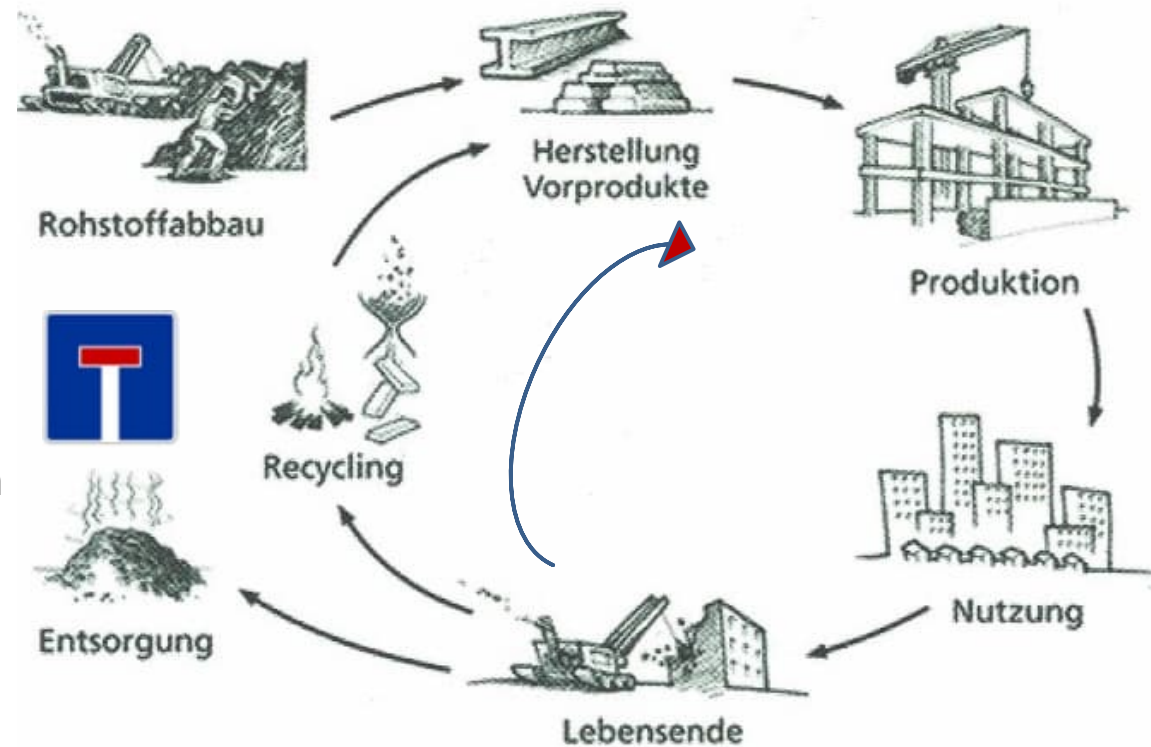 Rohstoffabbau
Herstellung
Vorprodukte
Produktion
Nutzung
Lebensende
Recycling
Entsorgung